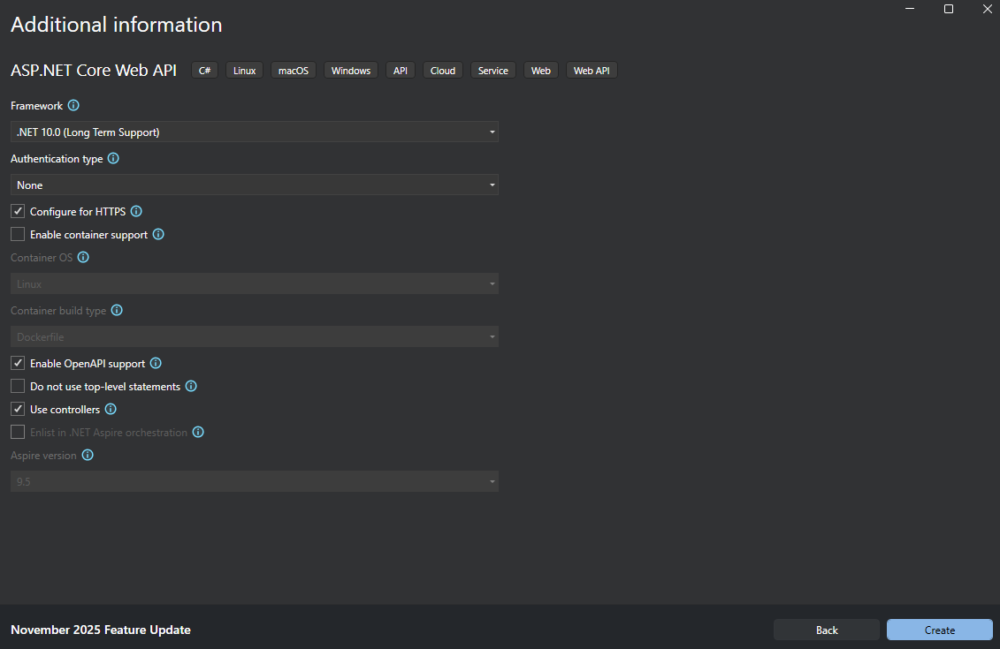 Additional information
ASP.NET Core Web API C# Linux macOS Windows API Cloud Service Web Web API
Framework
.NET 10.0 (Long Term Support)
Authentication type
None
Configure for HTTPS
Enable container support
Container OS
Linux
Container build type
Dockerfile
Enable OpenAPI support
Do not use top-level statements
Use controllers
Enlist in .NET Aspire orchestration
Aspire version
9.5
November 2025 Feature Update Back Create